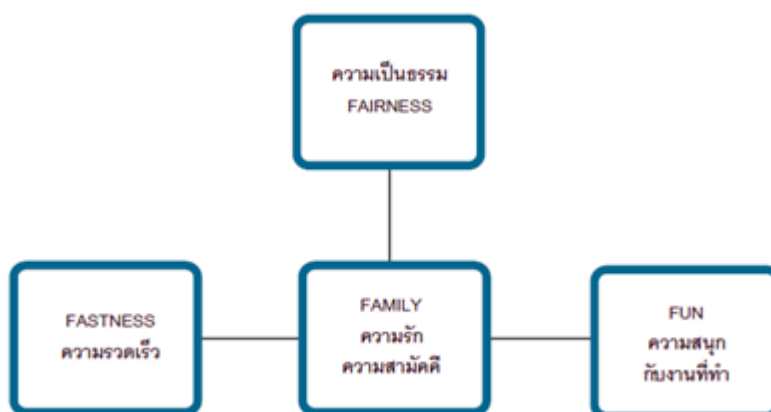 ความเป็นธรรม
FAIRNESS
FASTNESS
ความรวดเร็ว
FAMILY
ความรัก
ความสามัคคี
FUN
ความสนุก
กับงานที่ทำ